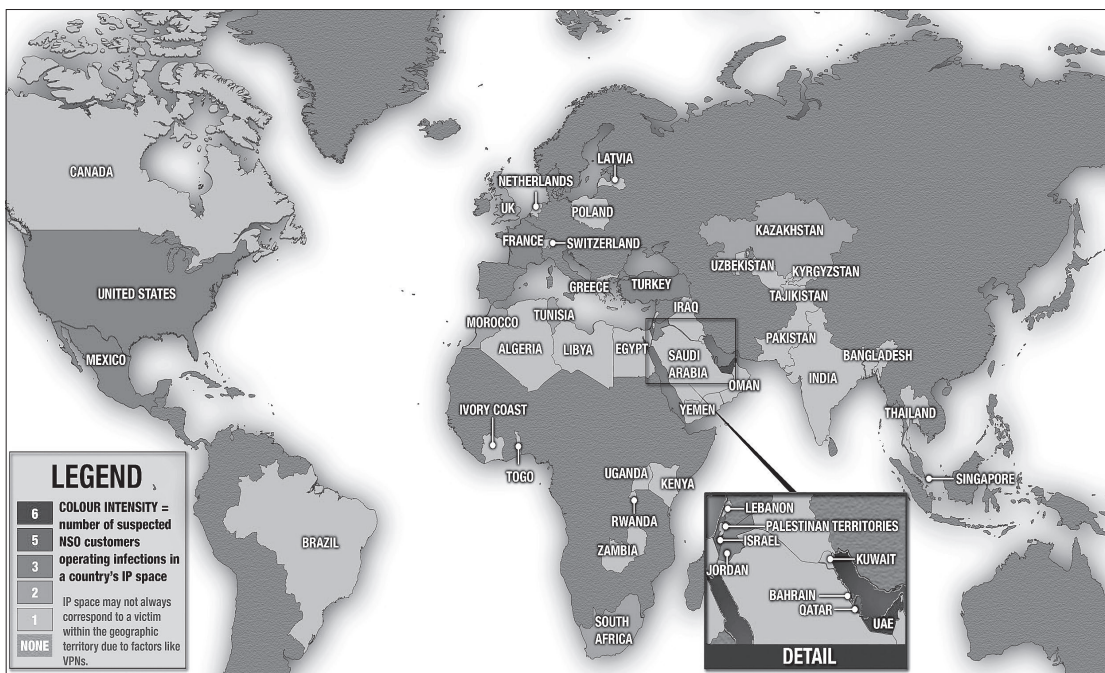 CANADA
UNITED STATES
MEXICO
BRAZIL
LATVIA
NETHERLANDS
UK
POLAND
FRANCE
SWITZERLAND
GREECE
TURKEY
KAZAKHSTAN
UZBEKISTAN
KYRGYZSTAN
TAJIKISTAN
MOROCCO
TUNISIA
ALGERIA
LIBYA
EGYPT
IRAQ
SAUDI
ARABIA
OMAN
YEMEN
PAKISTAN
INDIA
BANGLADESH
THAILAND
SINGAPORE
IVORY COAST
TOGO
UGANDA
KENYA
RWANDA
ZAMBIA
SOUTH
AFRICA
LEGEND
6
5
3
2
1
NONE
COLOUR INTENSITY =
number of suspected
NSO customers
operating infections in
a country's IP space
IP space may not always
correspond to a victim
within the geographic
territory due to factors like
VPNs.
LEBANON
PALESTINAN TERRITORIES
ISRAEL
JORDAN
KUWAIT
BAHRAIN
QATAR
UAE
DETAIL